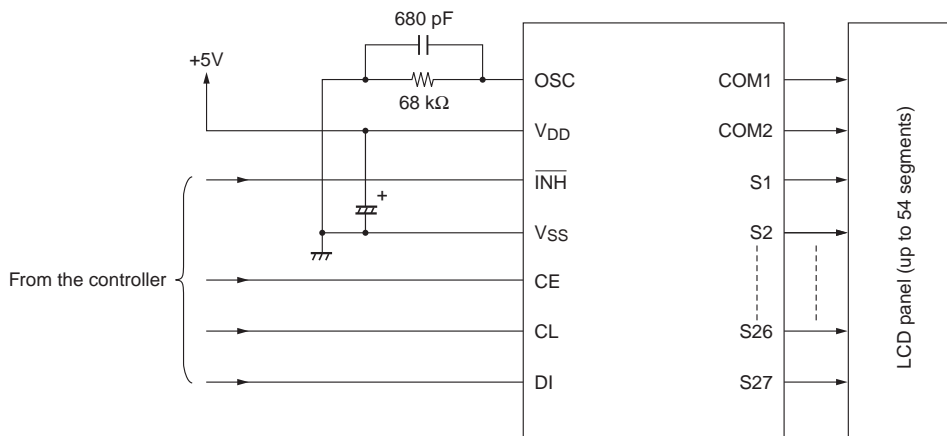 680 pF
+5V
68 kΩ
OSC
COM1
VDD
COM2
INH
S1
+
VSS
S2
From the controller
CE
CL
S26
DI
S27
LCD panel (up to 54 segments)